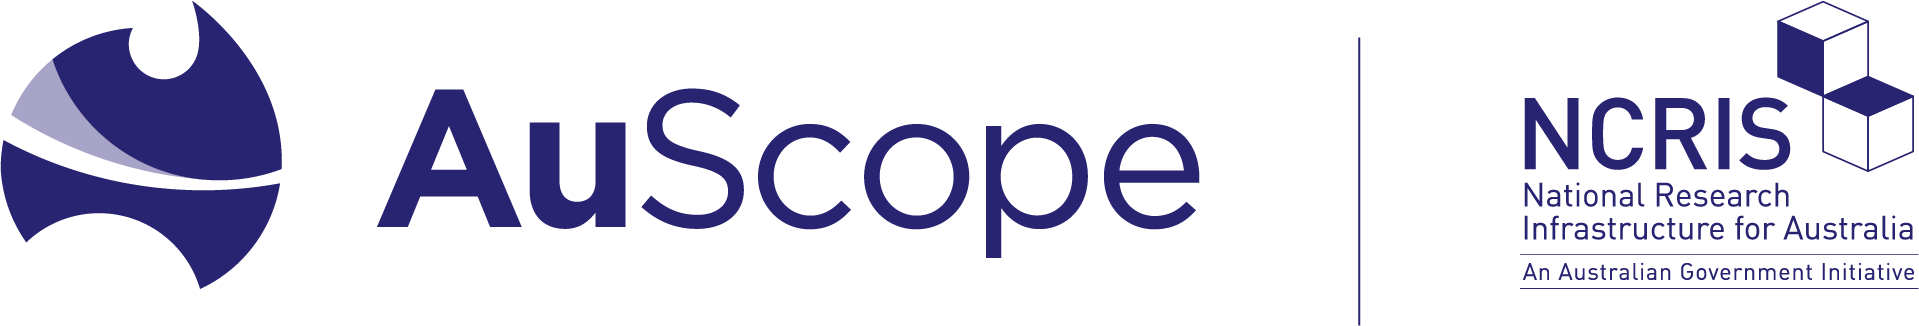 AuScope
NCRIS
National Research
Infrastructure for Australia
An Australian Government Initiative